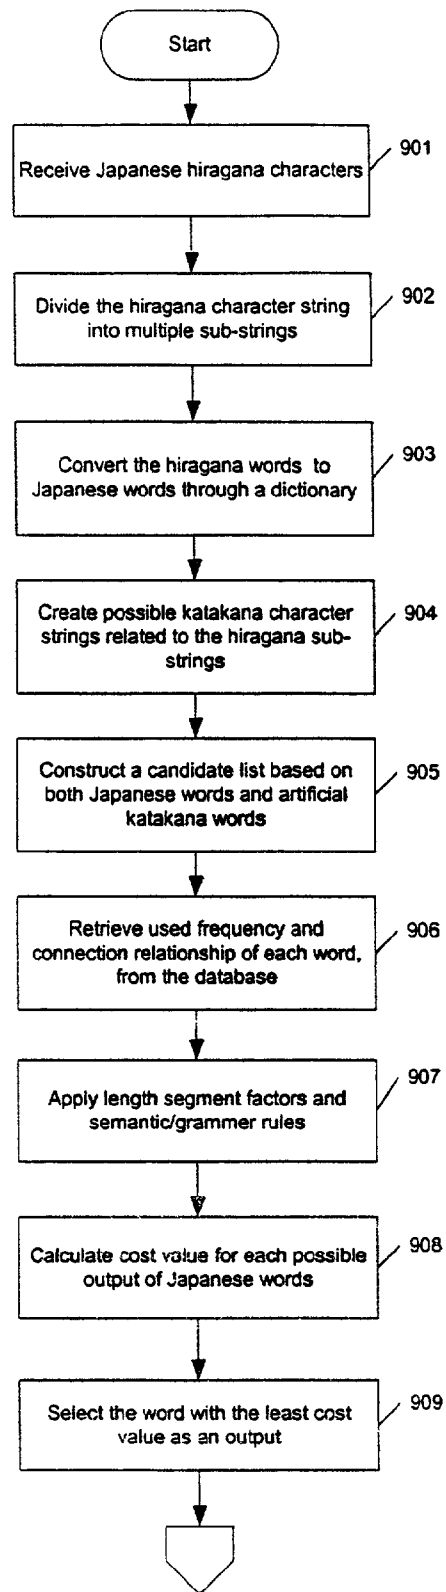 Start
Receive Japanese hiragana characters
901
Divide the hiragana character string
into multiple sub-strings
902
Convert the hiragana words to
Japanese words through a dictionary
903
Create possible katakana character
strings related to the hiragana sub-
strings
904
Construct a candidate list based on
both Japanese words and artificial
katakana words
905
Retrieve used frequency and
connection relationship of each word,
from the database
906
Apply length segment factors and
semantic/grammer rules
907
Calculate cost value for each possible
output of Japanese words
908
Select the word with the least cost
value as an output
909